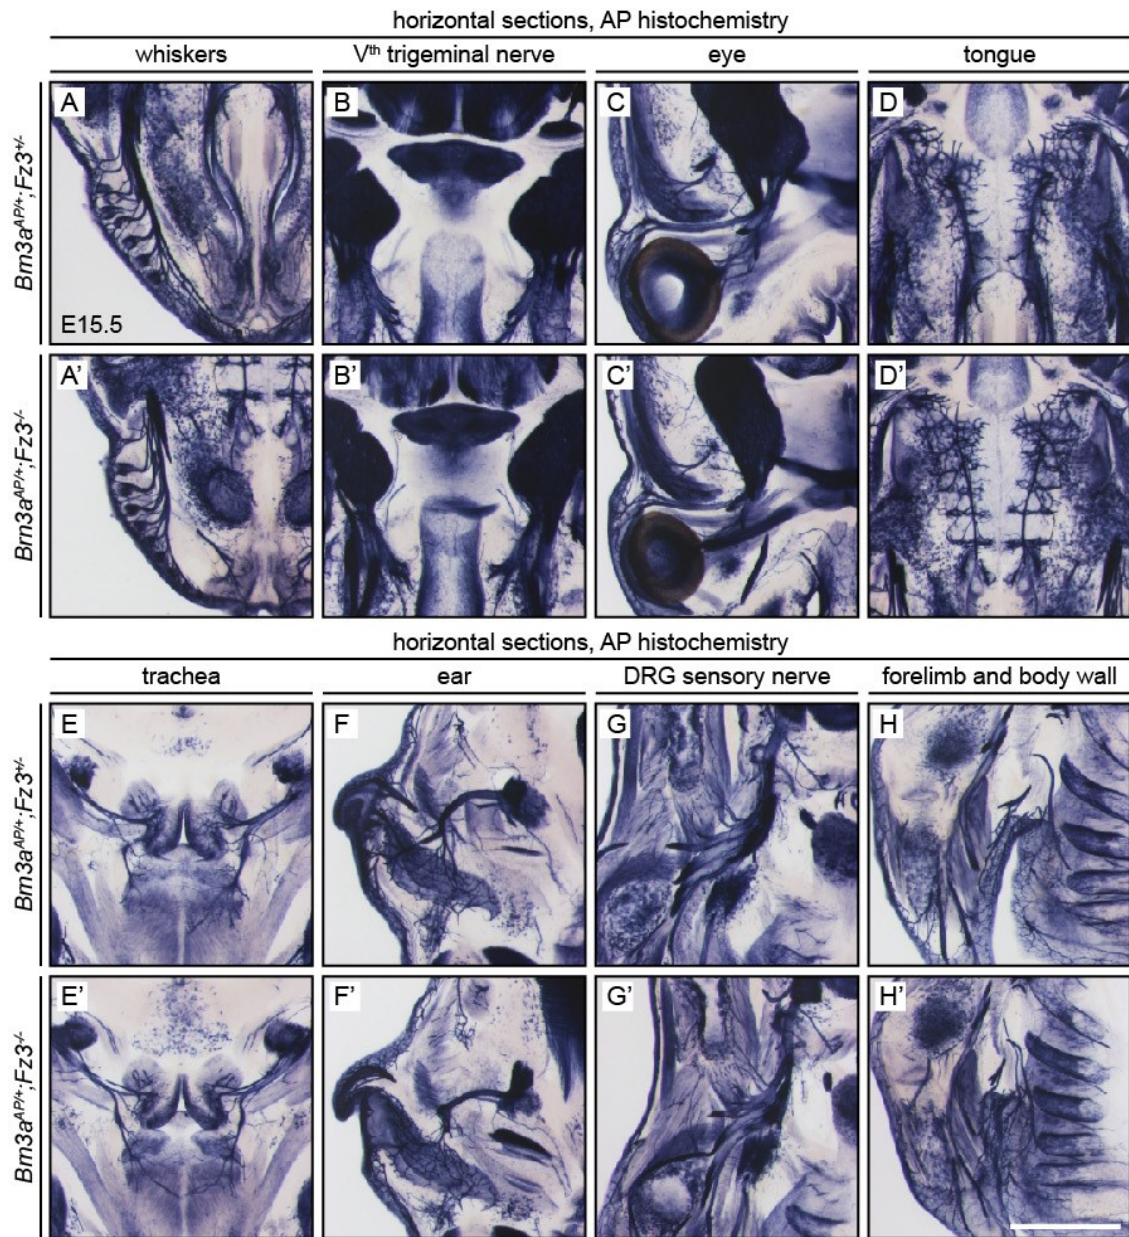 horizontal sections, AP histochemistry
whiskers Vth trigeminal nerve eye tongue
Brn3aAP/+;Fz3+/-
A B C D
E15.5
Brn3aAP/+;Fz3-/-
A' B' C' D'
horizontal sections, AP histochemistry
trachea ear DRG sensory nerve forelimb and body wall
Brn3aAP/+;Fz3+/-
E F G H
Brn3aAP/+;Fz3-/-
E' F' G' H'